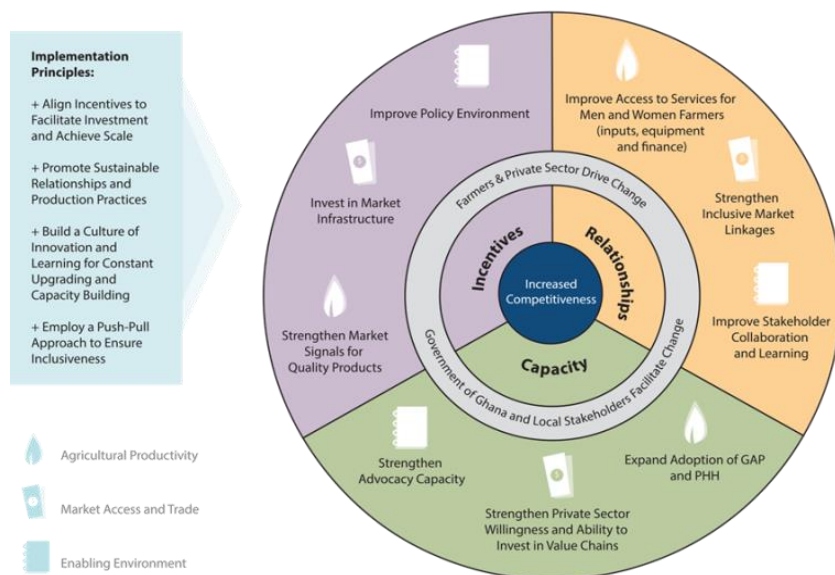 Implementation
Principles:
+ Align Incentives to
Facilitate Investment
and Achieve Scale
+ Promote Sustainable
Relationships and
Production Practices
+ Build a Culture of
Innovation and
Learning for Constant
Upgrading and
Capacity Building
+ Employ a Push-Pull
Approach to Ensure
Inclusiveness
Agricultural Productivity
Market Access and Trade
Enabling Environment
Improve Policy Environment
Invest in Market
Infrastructure
Strengthen Market
Signals for
Quality Products
Improve Access to Services for
Men and Women Farmers
(inputs, equipment
and finance)
Strengthen
Inclusive Market
Linkages
Improve Stakeholder
Collaboration
and Learning
Farmers & Private Sector Drive Change
Incentives
Relationships
Increased
Competitiveness
Capacity
Government of Ghana and Local Stakeholders Facilitate Change
Strengthen
Advocacy Capacity
Strengthen Private Sector
Willingness and Ability to
Invest in Value Chains
Expand Adoption of GAP
and PHH